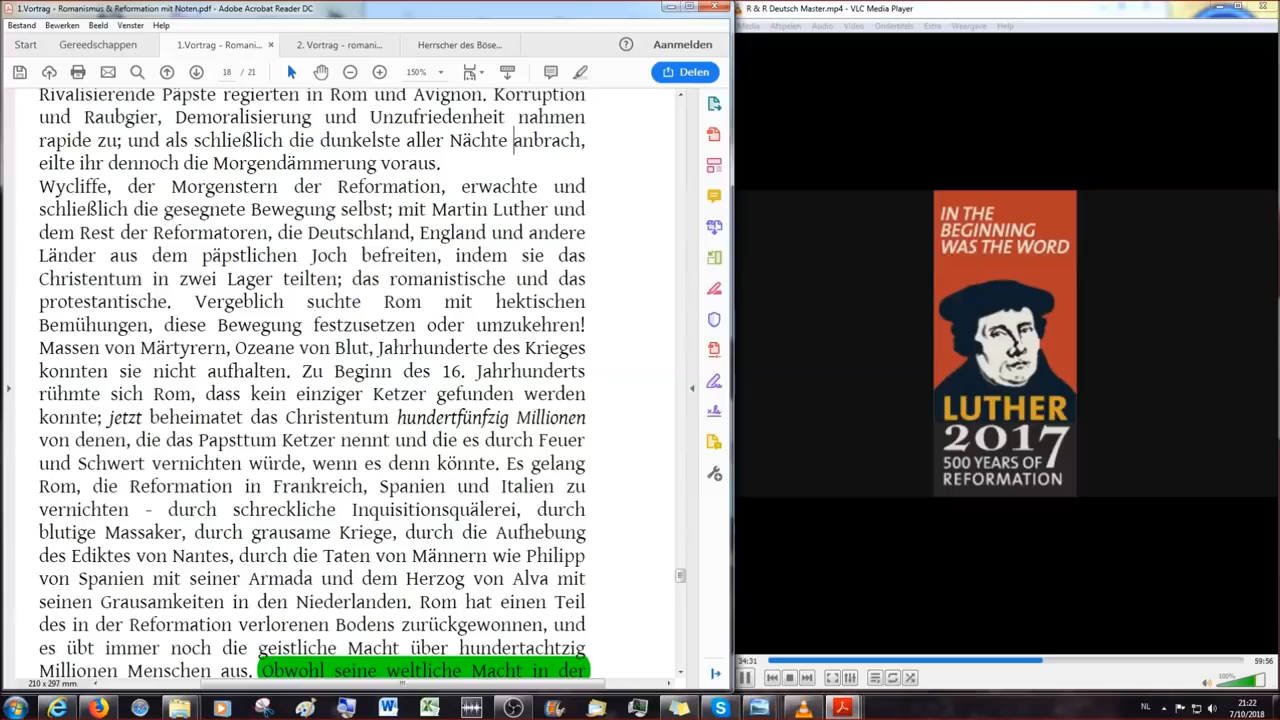 1.Vortrag - Romanismus & Reformation mit Noten.pdf - Adobe Acrobat Reader DC
Bestand Bewerken Beeld Venster Help
Start Gereedschappen 1.Vortrag - Romani... × 2. Vortrag - romani... Herrscher des Böse... Aanmelden
18 / 21 150% Delen
Rivalisierende Päpste regierten in Rom und Avignon. Korruption
und Raubgier, Demoralisierung und Unzufriedenheit nahmen
rapide zu; und als schließlich die dunkelste aller Nächte anbrach,
eilte ihr dennoch die Morgendämmerung voraus.
Wycliffe, der Morgenstern der Reformation, erwachte und
schließlich die gesegnete Bewegung selbst; mit Martin Luther und
dem Rest der Reformatoren, die Deutschland, England und andere
Länder aus dem päpstlichen Joch befreiten, indem sie das
Christentum in zwei Lager teilten; das romanistische und das
protestantische. Vergeblich suchte Rom mit hektischen
Bemühungen, diese Bewegung festzusetzen oder umzukehren!
Massen von Märtyrern, Ozeane von Blut, Jahrhunderte des Krieges
konnten sie nicht aufhalten. Zu Beginn des 16. Jahrhunderts
rühmte sich Rom, dass kein einziger Ketzer gefunden werden
konnte; jetzt beheimatet das Christentum hundertfünfzig Millionen
von denen, die das Papsttum Ketzer nennt und die es durch Feuer
und Schwert vernichten würde, wenn es denn könnte. Es gelang
Rom, die Reformation in Frankreich, Spanien und Italien zu
vernichten - durch schreckliche Inquisitionsquälerei, durch
blutige Massaker, durch grausame Kriege, durch die Aufhebung
des Ediktes von Nantes, durch die Taten von Männern wie Philipp
von Spanien mit seiner Armada und dem Herzog von Alva mit
seinen Grausamkeiten in den Niederlanden. Rom hat einen Teil
des in der Reformation verlorenen Bodens zurückgewonnen, und
es übt immer noch die geistliche Macht über hundertachtzig
Millionen Menschen aus. Obwohl seine weltliche Macht in der
210 x 297 mm
R & R Deutsch Master.mp4 - VLC Media Player
Media Afspelen Audio Video Ondertitels Extra Weergave Help
IN THE
BEGINNING
WAS THE WORD
LUTHER
2017
500 YEARS OF
REFORMATION
34:31 59:56
100%
NL 21:22
7/10/2018